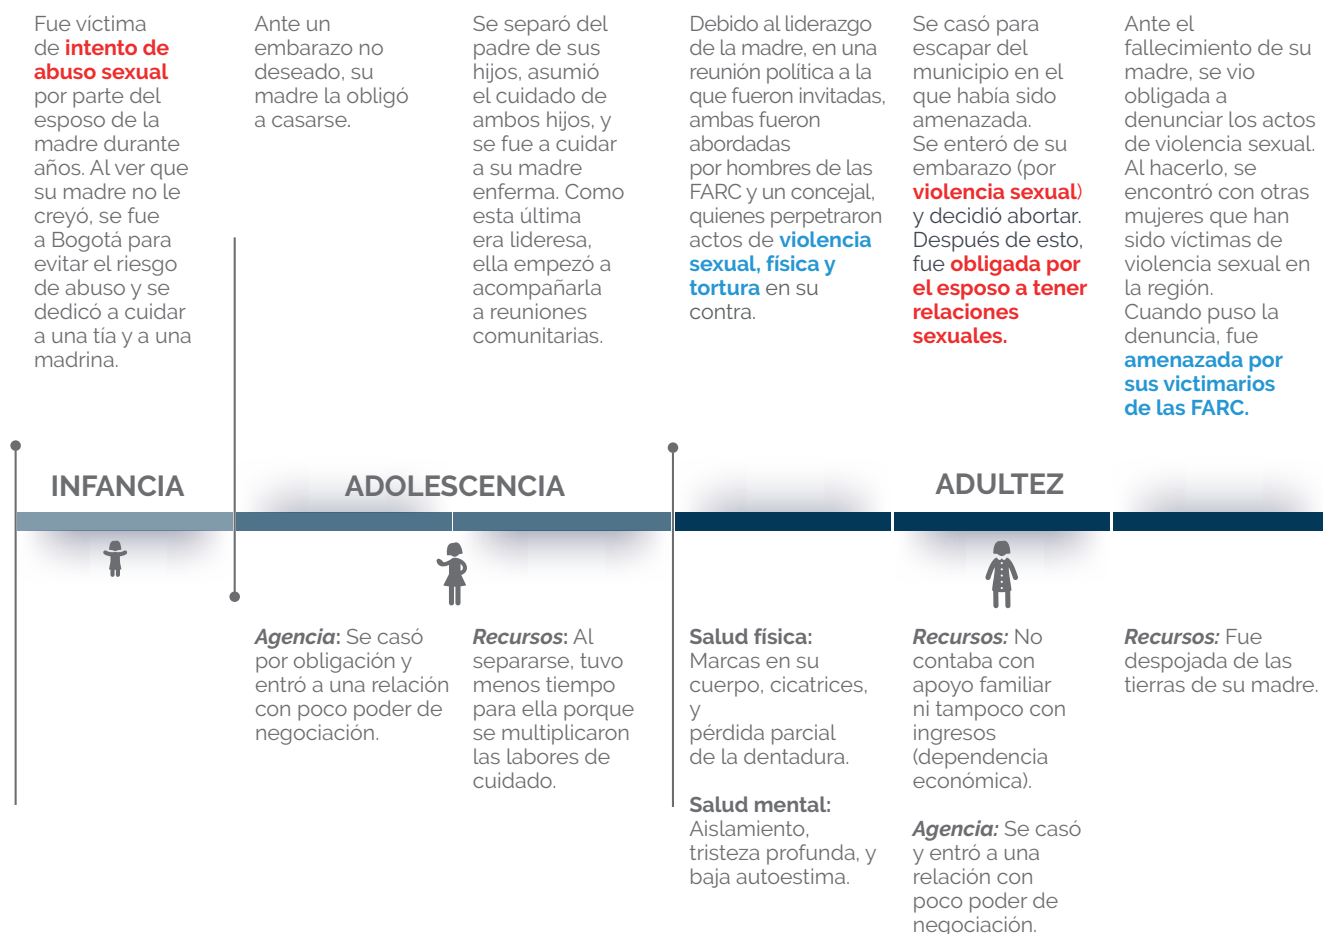 Fue víctima
de intento de
abuso sexual
por parte del
esposo de la
madre durante
años. Al ver que
su madre no le
creyó, se fue
a Bogotá para
evitar el riesgo
de abuso y se
dedicó a cuidar
a una tía y a una
madrina.
Ante un
embarazo no
deseado, su
madre la obligó
a casarse.
Se separó del
padre de sus
hijos, asumió
el cuidado de
ambos hijos, y
se fue a cuidar
a su madre
enferma. Como
esta última
era lideresa,
ella empezó a
acompañarla
a reuniones
comunitarias.
Debido al liderazgo
de la madre, en una
reunión política a la
que fueron invitadas,
ambas fueron
abordadas
por hombres de las
FARC y un concejal,
quienes perpetraron
actos de violencia
sexual, física y
tortura en su
contra.
Se casó para
escapar del
municipio en el
que había sido
amenazada.
Se enteró de su
embarazo (por
violencia sexual)
y decidió abortar.
Después de esto,
fue obligada por
el esposo a tener
relaciones
sexuales.
Ante el
fallecimiento de su
madre, se vio
obligada a
denunciar los actos
de violencia sexual.
Al hacerlo, se
encontró con otras
mujeres que han
sido víctimas de
violencia sexual en
la región.
Cuando puso la
denuncia, fue
amenazada por
sus victimarios
de las FARC.
INFANCIA
ADOLESCENCIA
ADULTEZ
Agencia: Se casó
por obligación y
entró a una relación
con poco poder de
negociación.
Recursos: Al
separarse, tuvo
menos tiempo
para ella porque
se multiplicaron
las labores de
cuidado.
Salud física:
Marcas en su
cuerpo, cicatrices,
y
pérdida parcial
de la dentadura.
Salud mental:
Aislamiento,
tristeza profunda, y
baja autoestima.
Recursos: No
contaba con
apoyo familiar
ni tampoco con
ingresos
(dependencia
económica).
Agencia: Se casó
y entró a una
relación con
poco poder de
negociación.
Recursos: Fue
despojada de las
tierras de su madre.